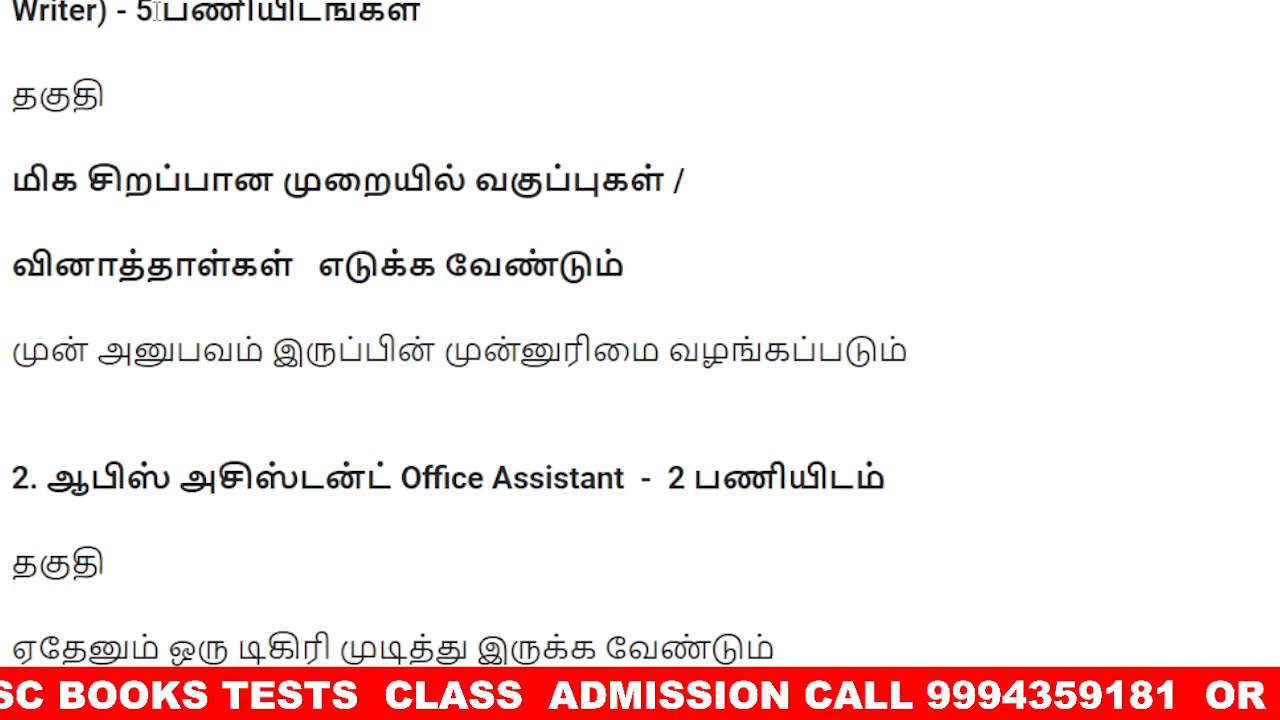 Writer) - 5 பணியிடங்கள்
தகுதி
மிக சிறப்பான முறையில் வகுப்புகள் /
வினாத்தாள்கள் எடுக்க வேண்டும்
முன் அனுபவம் இருப்பின் முன்னுரிமை வழங்கப்படும்
2. ஆபிஸ் அசிஸ்டன்ட் Office Assistant - 2 பணியிடம்
தகுதி
ஏதேனும் ஒரு டிகிரி முடித்து இருக்க வேண்டும்
SC BOOKS TESTS CLASS ADMISSION CALL 9994359181 OR